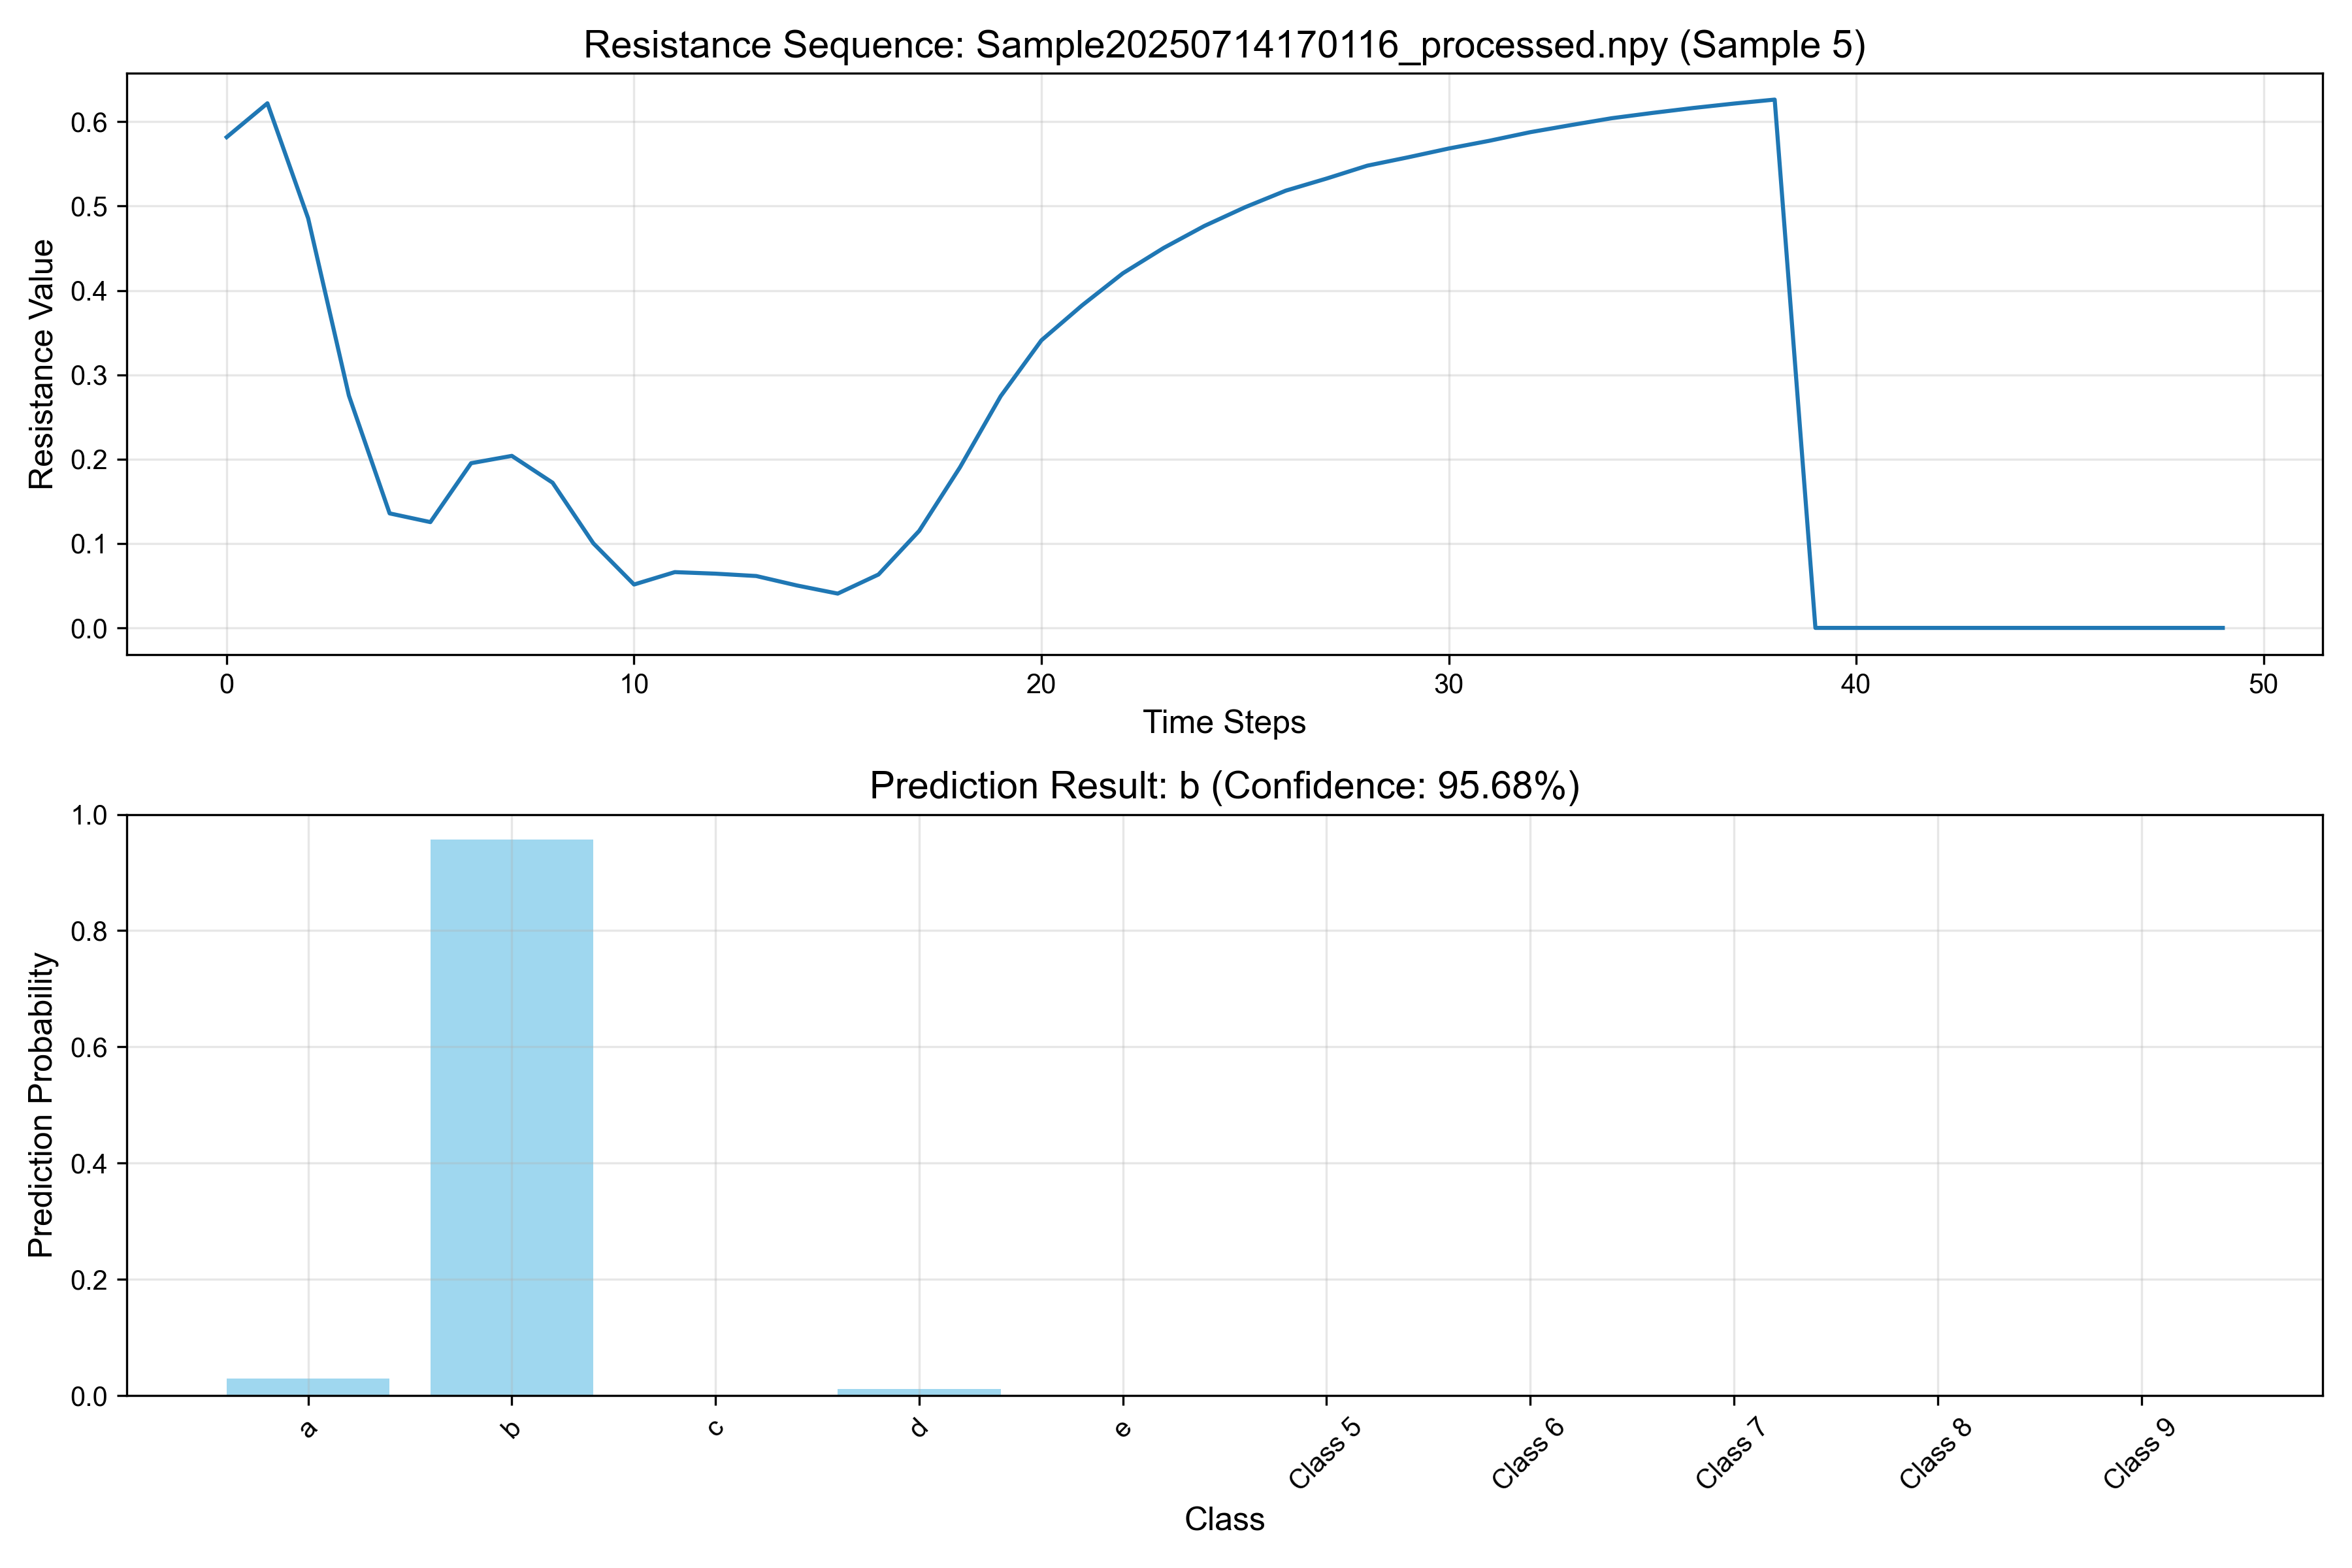 Resistance Sequence: Sample20250714170116_processed.npy (Sample 5)
Resistance Value
0.6
0.5
0.4
0.3
0.2
0.1
0.0
0 10 20 30 40 50
Time Steps
Prediction Result: b (Confidence: 95.68%)
Prediction Probability
1.0
0.8
0.6
0.4
0.2
0.0
a b c d e Class 5 Class 6 Class 7 Class 8 Class 9
Class